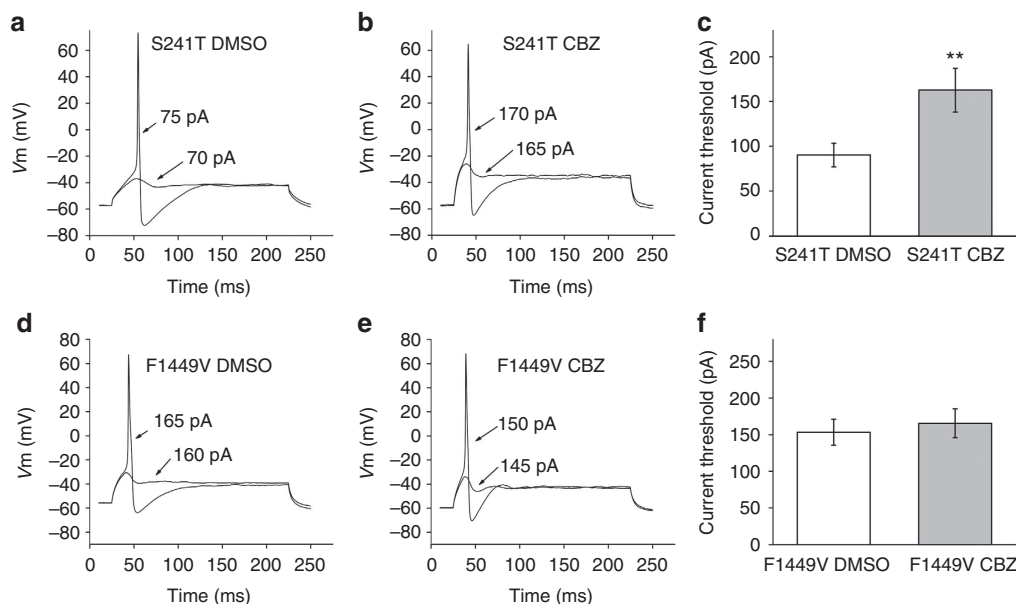 a
S241T DMSO
75 pA
70 pA
Vm (mV)
60
40
20
0
–20
–40
–60
–80
0 50 100 150 200 250
Time (ms)
b
S241T CBZ
170 pA
165 pA
Vm (mV)
60
40
20
0
–20
–40
–60
–80
0 50 100 150 200 250
Time (ms)
c
**
Current threshold (pA)
200
150
100
50
0
S241T DMSO S241T CBZ
d
F1449V DMSO
165 pA
160 pA
Vm (mV)
80
60
40
20
0
–20
–40
–60
–80
0 50 100 150 200 250
Time (ms)
e
F1449V CBZ
150 pA
145 pA
Vm (mV)
80
60
40
20
0
–20
–40
–60
–80
0 50 100 150 200 250
Time (ms)
f
Current threshold (pA)
250
200
150
100
50
0
F1449V DMSO F1449V CBZ